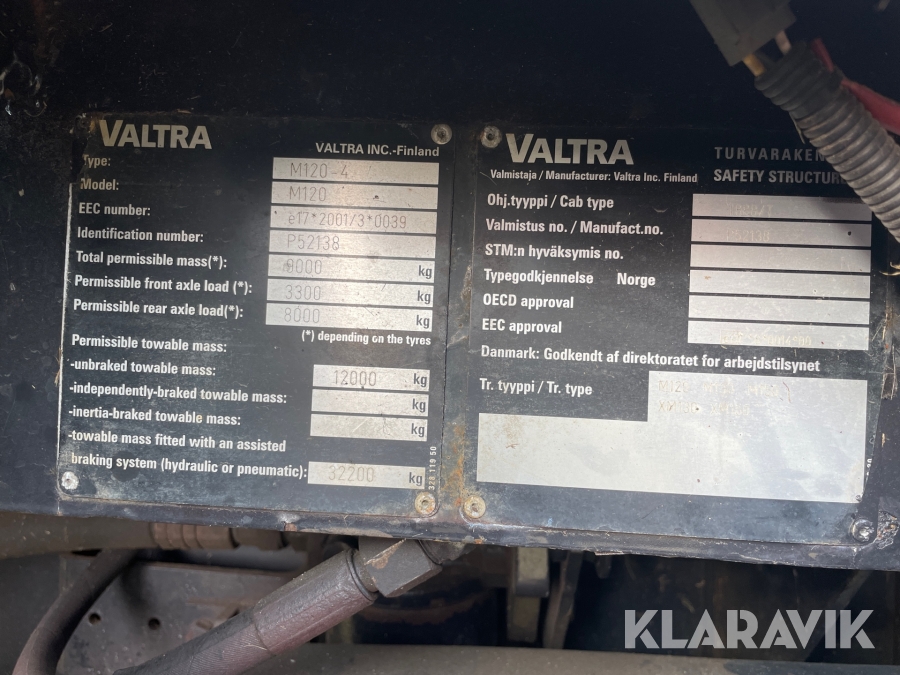 VALTRA
VALTRA INC.-Finland
Type: M120-4
Model: M120
EEC number: e17*2001/3*0039
Identification number: P52138
Total permissible mass(*): 9000 kg
Permissible front axle load (*): 3300 kg
Permissible rear axle load(*): 8000 kg
(*) depending on the tyres
Permissible towable mass:
-unbraked towable mass: 12000 kg
-independently-braked towable mass: kg
-inertia-braked towable mass: kg
-towable mass fitted with an assisted
braking system (hydraulic or pneumatic): 32200 kg
VALTRA
Valmistaja / Manufacturer: Valtra Inc. Finland
SAFETY STRUCTURE
Ohj.tyyppi / Cab type
Valmistus no. / Manufact.no.
STM:n hyväksymis no.
Typegodkjennelse Norge
OECD approval
EEC approval
Danmark: Godkendt af direktoratet for arbejdstilsynet
Tr. tyyppi / Tr. type M120
KLARAVIK